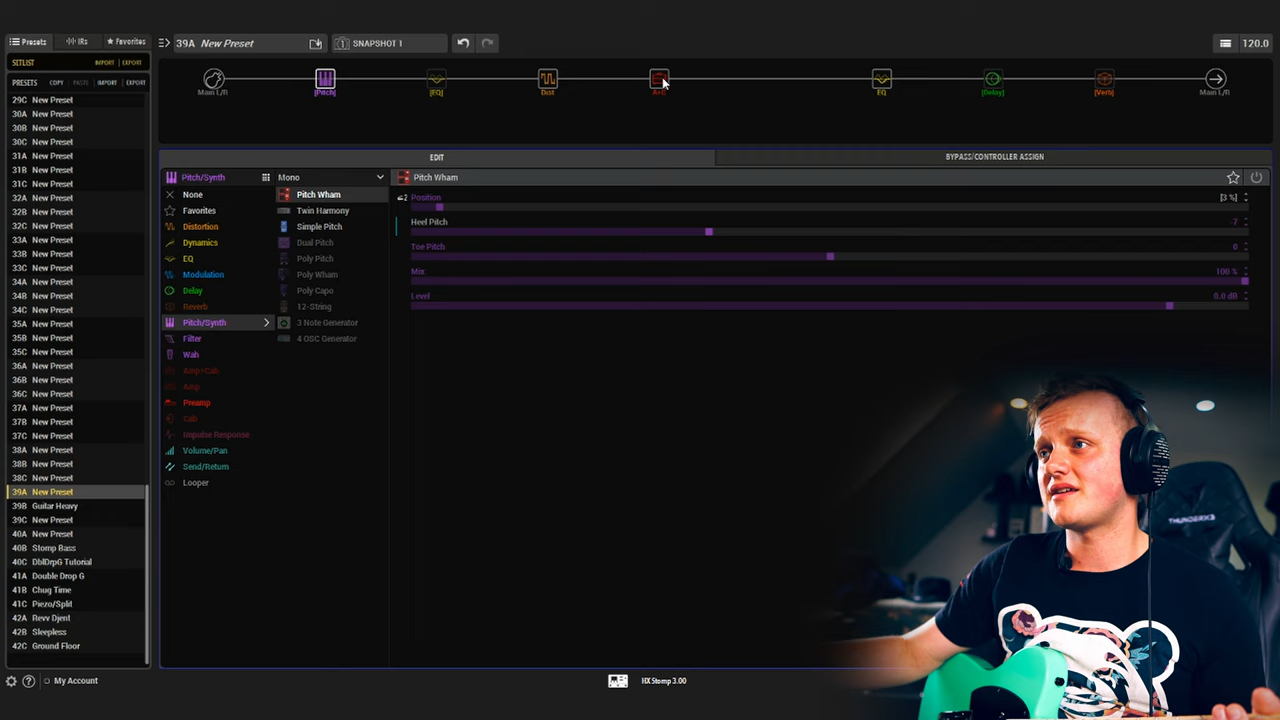 Presets IRs Favorites 39A New Preset SNAPSHOT 1 120.0
SETLIST IMPORT | EXPORT
PRESETS COPY PASTE IMPORT | EXPORT
29C New Preset
30A New Preset
30B New Preset
30C New Preset
31A New Preset
31B New Preset
31C New Preset
32A New Preset
32B New Preset
32C New Preset
33A New Preset
33B New Preset
33C New Preset
34A New Preset
34B New Preset
34C New Preset
35A New Preset
35B New Preset
35C New Preset
36A New Preset
36B New Preset
36C New Preset
37A New Preset
37B New Preset
37C New Preset
38A New Preset
38B New Preset
38C New Preset
39A New Preset
39B Guitar Heavy
39C New Preset
40A New Preset
40B Stomp Bass
40C DblDrpG Tutorial
41A Double Drop G
41B Chug Time
41C Piezo/Split
42A Revv Djent
42B Sleepless
42C Ground Floor
My Account
Main L/R [Pitch] [EQ] Dist A+C EQ [Delay] [Verb] Main L/R
EDIT BYPASS/CONTROLLER ASSIGN
Pitch/Synth Mono Pitch Wham
None
Favorites
Distortion
Dynamics
EQ
Modulation
Delay
Reverb
Pitch/Synth
Filter
Wah
Amp+Cab
Amp
Preamp
Cab
Impulse Response
Volume/Pan
Send/Return
Looper
Pitch Wham
Twin Harmony
Simple Pitch
Dual Pitch
Poly Pitch
Poly Wham
Poly Capo
12-String
3 Note Generator
4 OSC Generator
2 Position [3 %]
Heel Pitch -7
Toe Pitch 0
Mix 100 %
Level 0.0 dB
HX Stomp 3.00
THUNDERX3